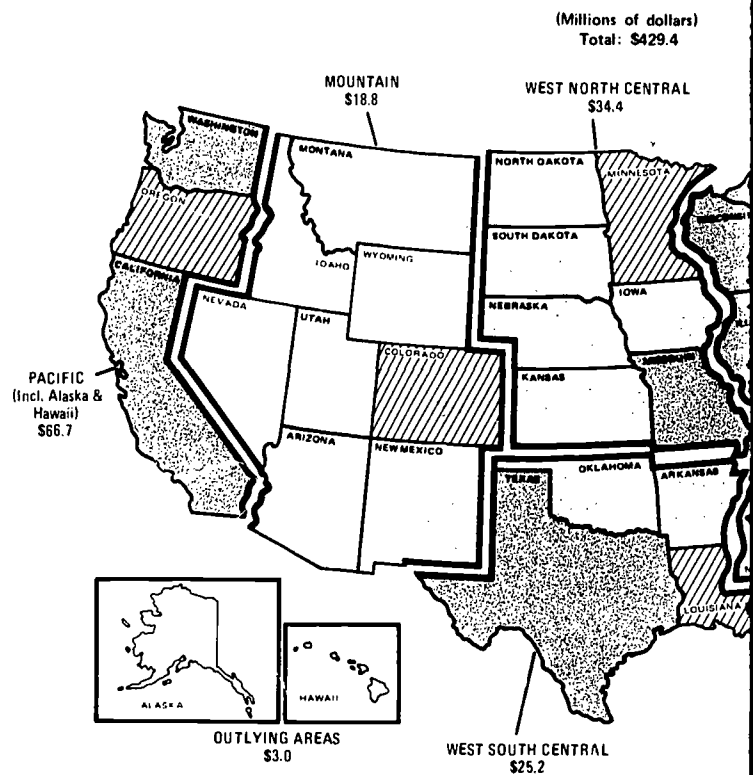 (Millions of dollars)
Total: $429.4
MOUNTAIN
$18.8
WEST NORTH CENTRAL
$34.4
WASHINGTON
MONTANA
NORTH DAKOTA
MINNESOTA
OREGON
SOUTH DAKOTA
IDAHO
WYOMING
CALIFORNIA
NEVADA
UTAH
NEBRASKA
IOWA
COLORADO
MISSOURI
KANSAS
PACIFIC
(Incl. Alaska &
Hawaii)
$66.7
ARIZONA
NEW MEXICO
OKLAHOMA
ARKANSAS
TEXAS
LOUISIANA
ALASKA
HAWAII
OUTLYING AREAS
$3.0
WEST SOUTH CENTRAL
$25.2